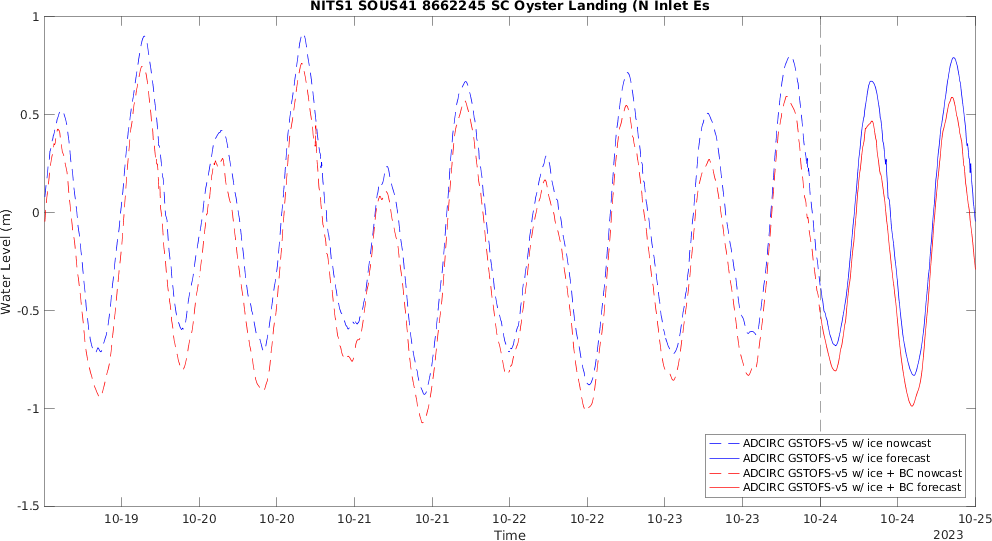 NITS1 SOUS41 8662245 SC Oyster Landing (N Inlet Es
Water Level (m)
1
0.5
0
-0.5
-1
-1.5
ADCIRC GSTOFS-v5 w/ ice nowcast
ADCIRC GSTOFS-v5 w/ ice forecast
ADCIRC GSTOFS-v5 w/ ice + BC nowcast
ADCIRC GSTOFS-v5 w/ ice + BC forecast
10-19 10-20 10-20 10-21 10-21 10-22 10-22 10-23 10-23 10-24 10-24 10-25
Time
2023